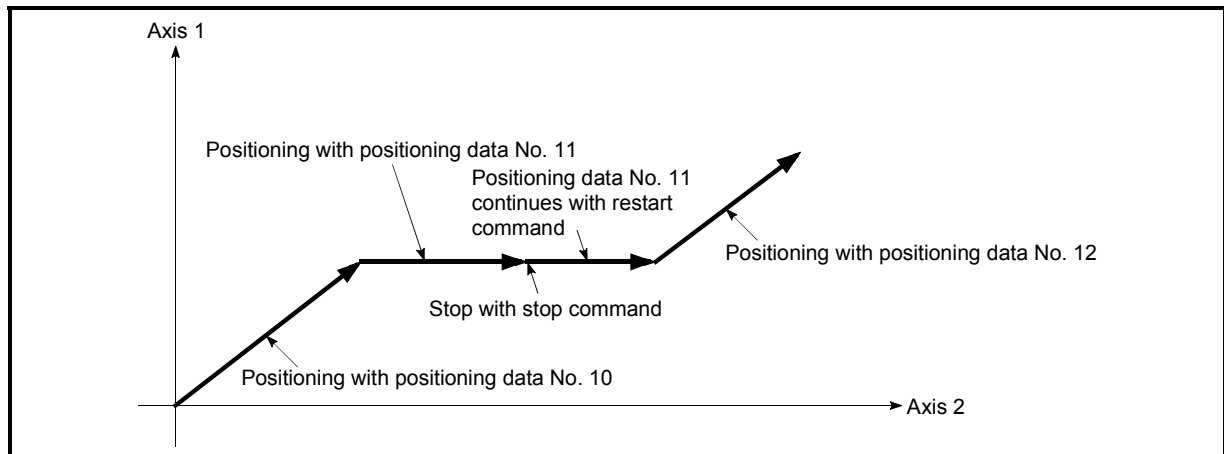 Axis 1
Positioning with positioning data No. 11
Positioning data No. 11
continues with restart
command
Positioning with positioning data No. 12
Stop with stop command
Positioning with positioning data No. 10
Axis 2